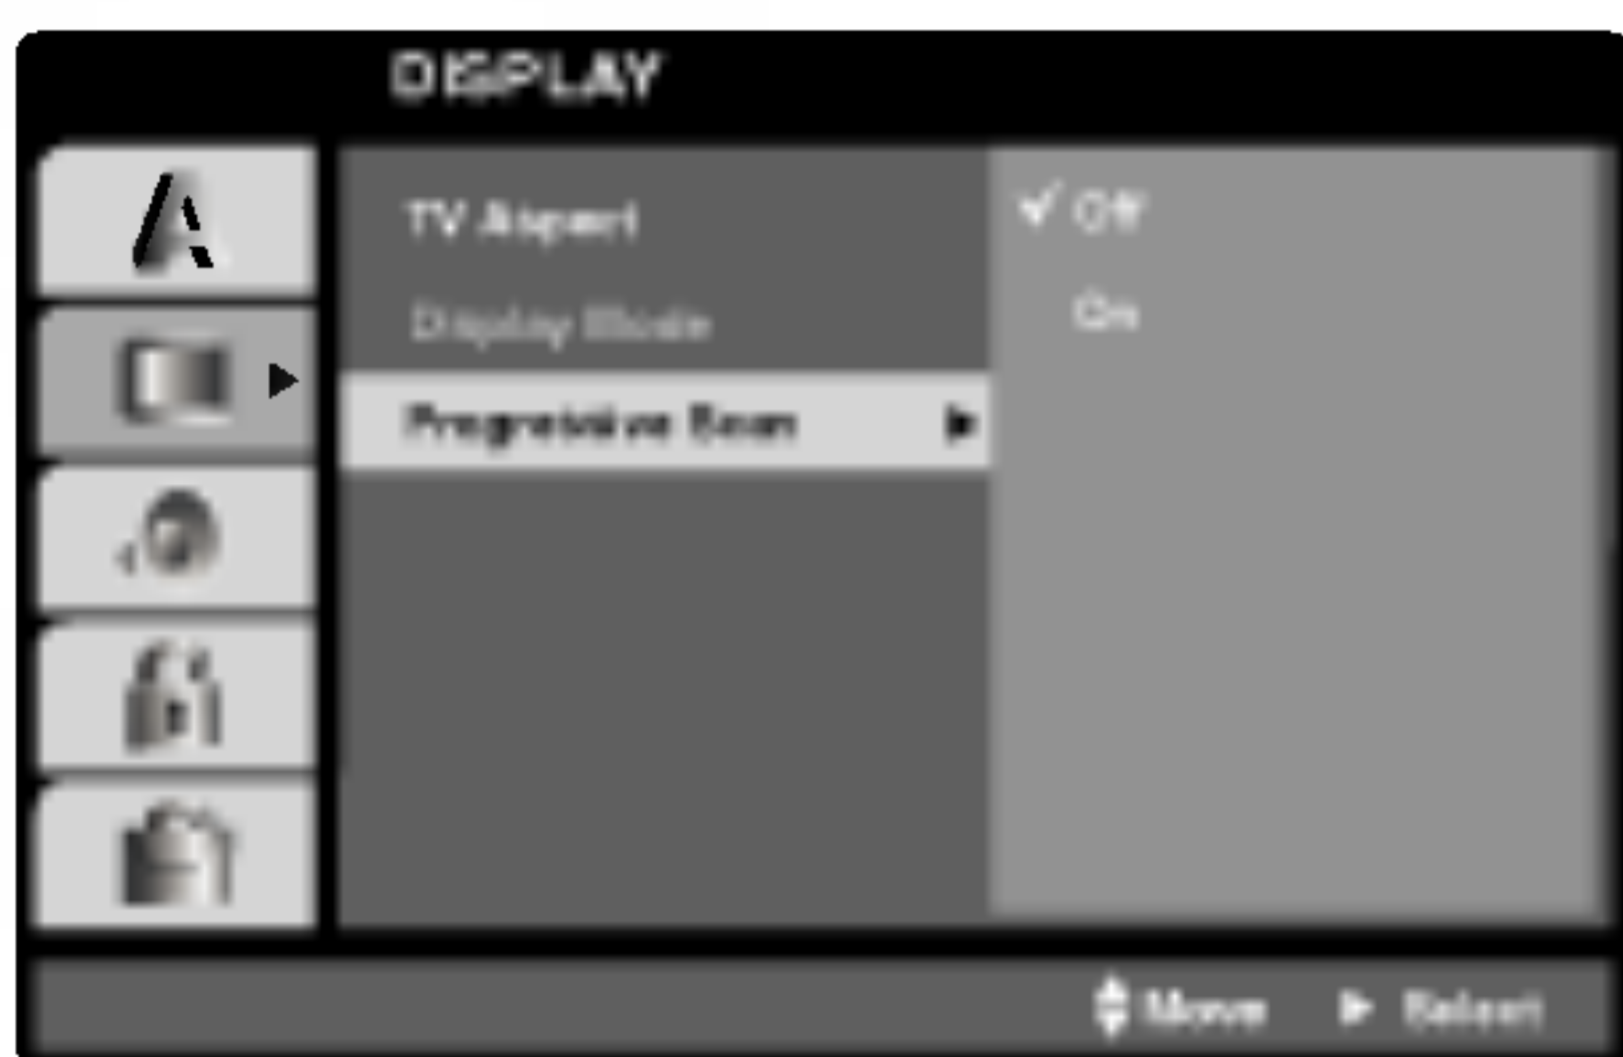 DISPLAY
TV Aspect
Display Mode
Progressive Scan
Off
On
Move
Select